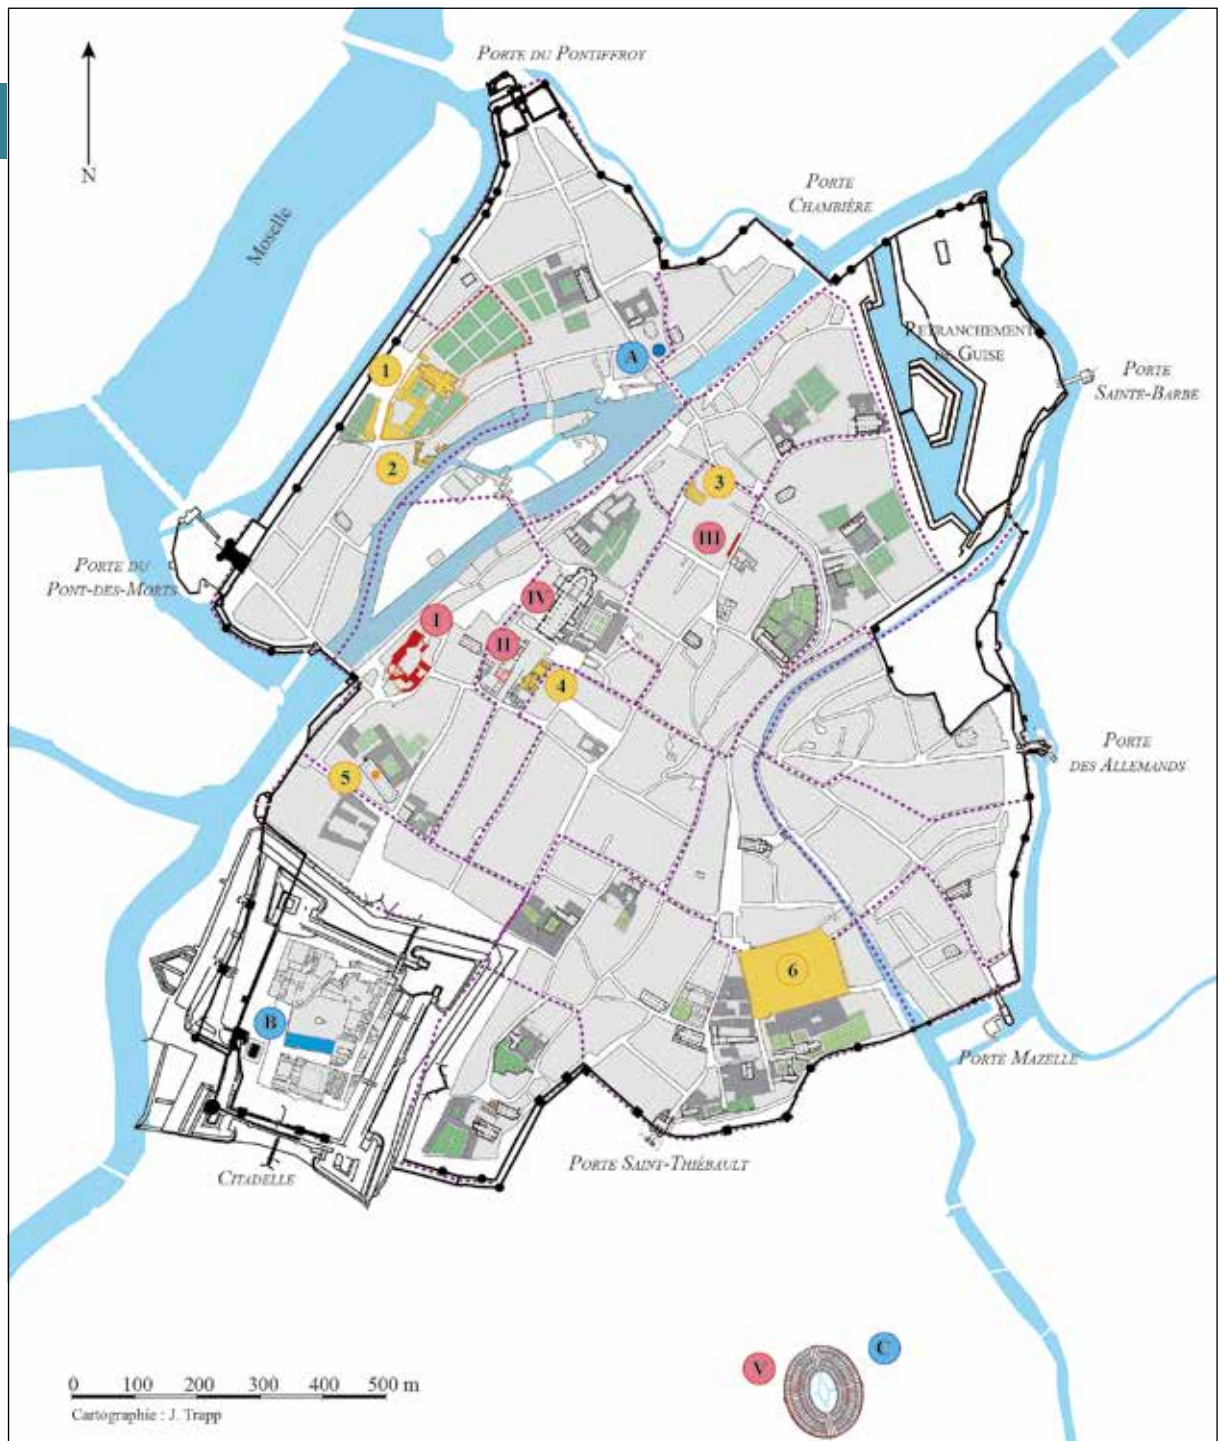 PORTE DU PONTIFFROY
N
Moselle
PORTE
CHAMBIÈRE
RETRANCHEMENT
DE GUISE
PORTE
SAINTE-BARBE
A
1
2
3
III
PORTE DU
PONT-DES-MORTS
IV
I
II
4
5
PORTE
DES ALLEMANDS
6
B
PORTE MAZELLE
PORTE SAINT-THIÉBAULT
CITADELLE
V
C
0 100 200 300 400 500 m
Cartographie : J. Trapp